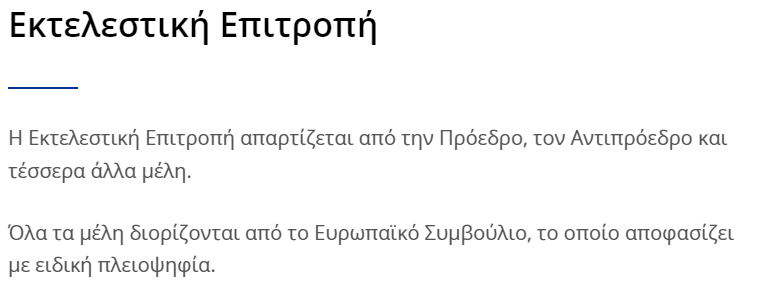 Εκτελεστική Επιτροπή
Η Εκτελεστική Επιτροπή απαρτίζεται από την Πρόεδρο, τον Αντιπρόεδρο και
τέσσερα άλλα μέλη.
Όλα τα μέλη διορίζονται από το Ευρωπαϊκό Συμβούλιο, το οποίο αποφασίζει
με ειδική πλειοψηφία.